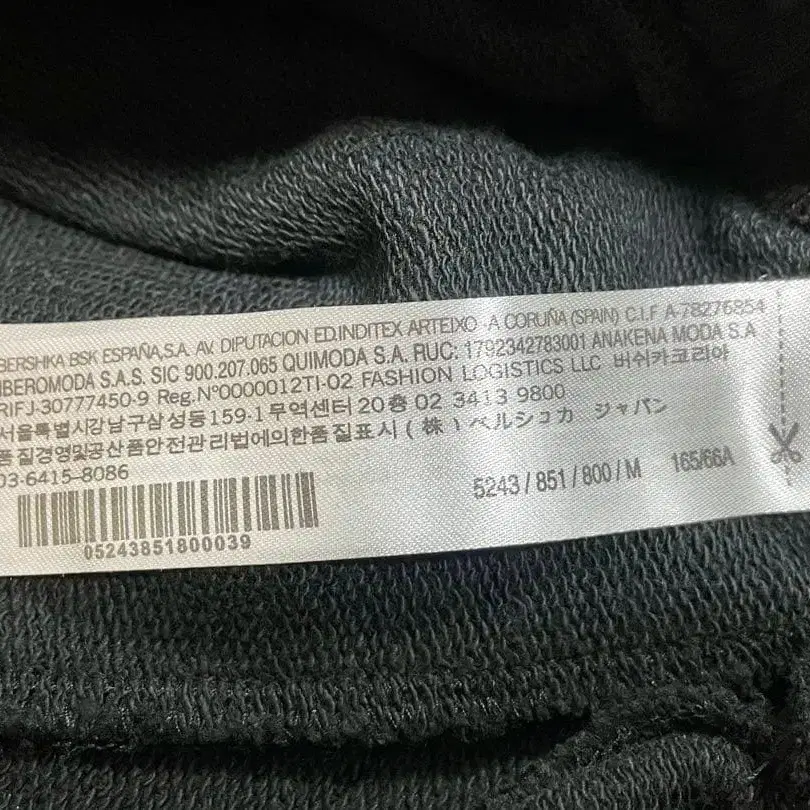 BERSHKA BSK ESPAÑA,S.A. AV. DIPUTACION ED.INDITEX ARTEIXO -A CORUÑA (SPAIN) C.I.F A-78276854
IBEROMODA S.A.S. SIC 900.207.065 QUIMODA S.A. RUC: 1792342783001 ANAKENA MODA S.A
RIFJ-30777450-9 Reg.Nº0000012TI-02 FASHION LOGISTICS LLC 버쉬카코리아
서울특별시강남구삼성동159-1무역센터20층 02 3413 9800
품질경영및공산품안전관리법에의한품질표시(株)ベルシュカ ジャパン
03-6415-8086
5243/851/800/M 165/66A
05243851800039